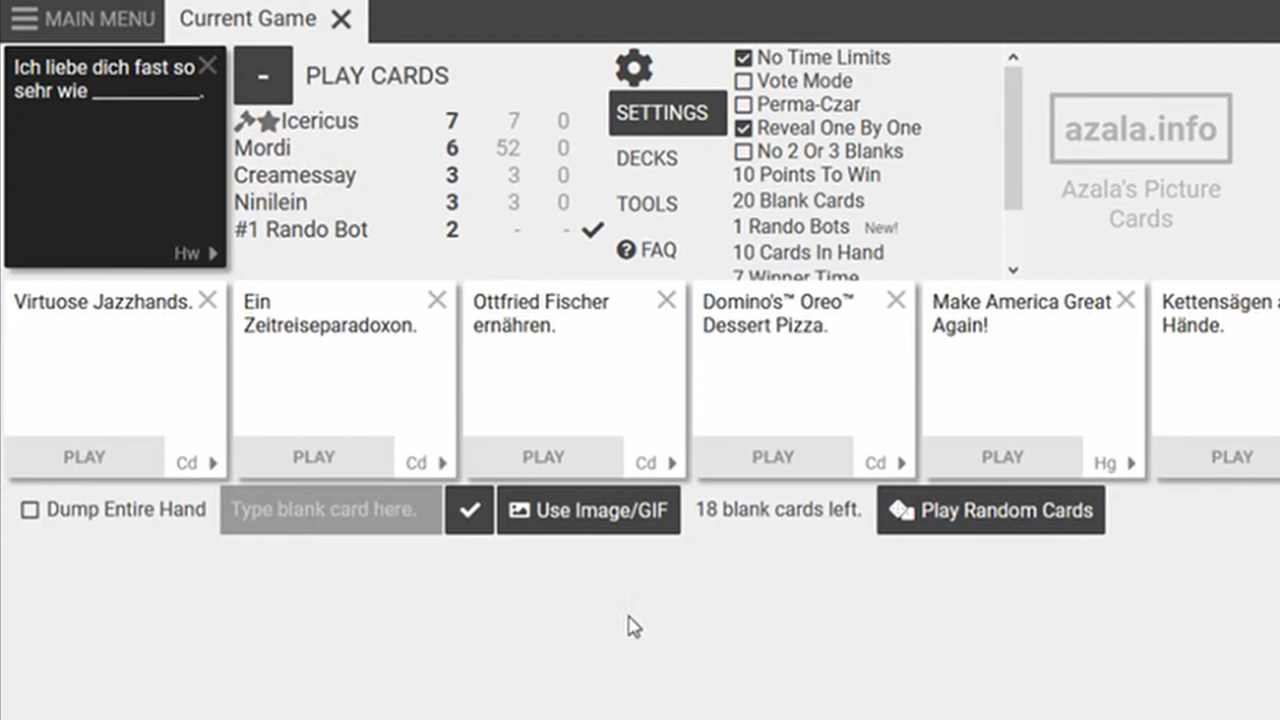 MAIN MENU
Current Game
Ich liebe dich fast so
sehr wie ___________.
Hw
-
PLAY CARDS
Icericus 7 7 0
Mordi 6 52 0
Creamessay 3 3 0
Ninilein 3 3 0
#1 Rando Bot 2 - -
SETTINGS
DECKS
TOOLS
FAQ
No Time Limits
Vote Mode
Perma-Czar
Reveal One By One
No 2 Or 3 Blanks
10 Points To Win
20 Blank Cards
1 Rando Bots New!
10 Cards In Hand
7 Winner Time
azala.info
Azala's Picture
Cards
Virtuose Jazzhands.
PLAY
Cd
Ein
Zeitreiseparadoxon.
PLAY
Cd
Ottfried Fischer
ernähren.
PLAY
Cd
Domino's™ Oreo™
Dessert Pizza.
PLAY
Cd
Make America Great
Again!
PLAY
Hg
Kettensägen a
Hände.
PLAY
Dump Entire Hand
Type blank card here.
Use Image/GIF
18 blank cards left.
Play Random Cards